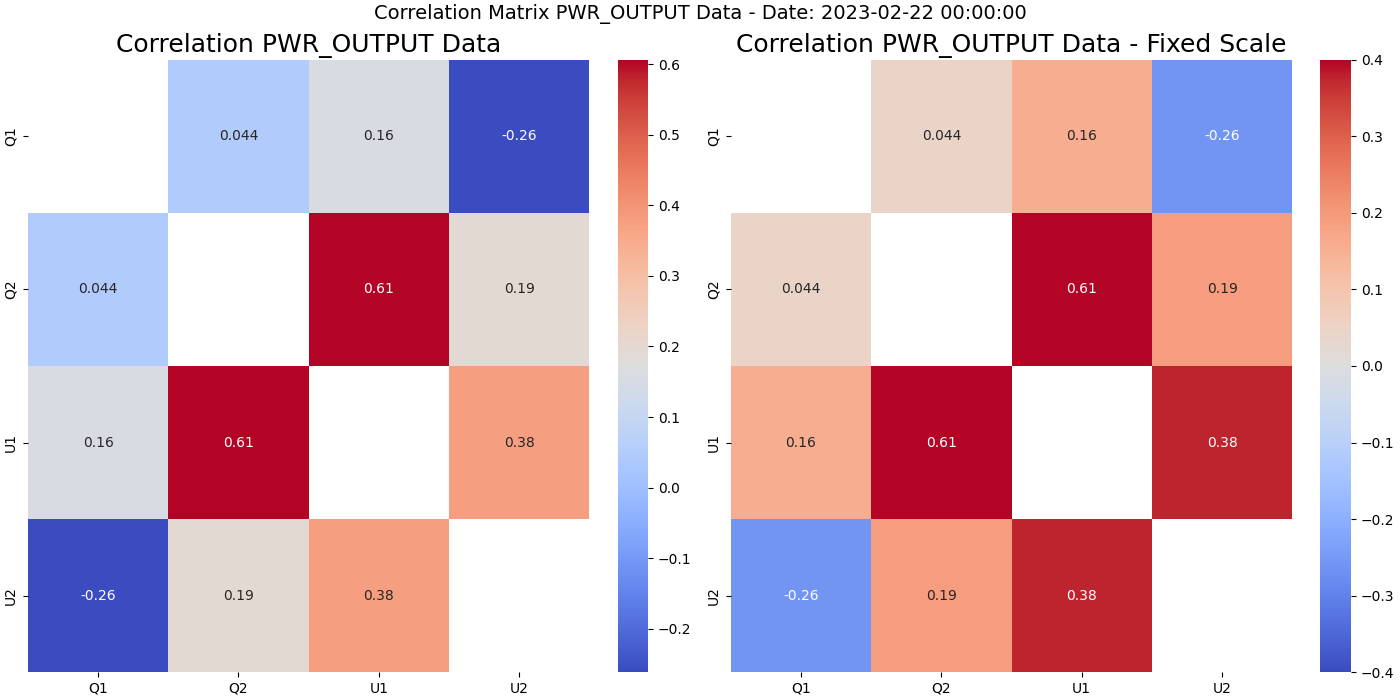 Correlation Matrix PWR_OUTPUT Data - Date: 2023-02-22 00:00:00
Correlation PWR_OUTPUT Data
Q1
0.044
0.16
-0.26
Q2
0.044
0.61
0.19
U1
0.16
0.61
0.38
U2
-0.26
0.19
0.38
Q1
Q2
U1
U2
0.6
0.5
0.4
0.3
0.2
0.1
0.0
−0.1
−0.2
Correlation PWR_OUTPUT Data - Fixed Scale
Q1
0.044
0.16
-0.26
Q2
0.044
0.61
0.19
U1
0.16
0.61
0.38
U2
-0.26
0.19
0.38
Q1
Q2
U1
U2
0.4
0.3
0.2
0.1
0.0
−0.1
−0.2
−0.3
−0.4